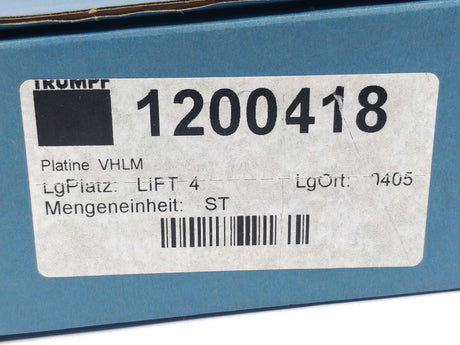 TRUMPF
1200418
Platine VHLM
LgPlatz: LiFT 4 LgOrt: 0405
Mengeneinheit: ST